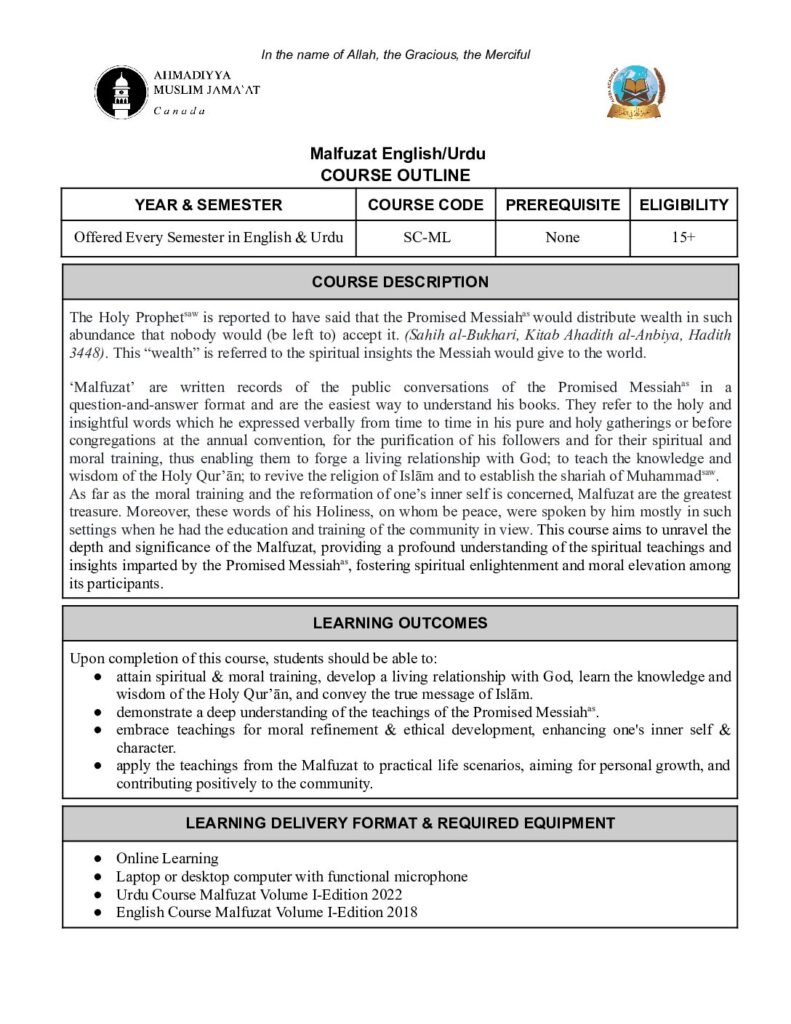 In the name of Allah, the Gracious, the Merciful
AHMADIYYA
MUSLIM JAMA`AT
Canada
Malfuzat English/Urdu
COURSE OUTLINE
YEAR & SEMESTER COURSE CODE PREREQUISITE ELIGIBILITY
Offered Every Semester in English & Urdu SC-ML None 15+
COURSE DESCRIPTION
The Holy Prophetˢᵃʷ is reported to have said that the Promised Messiahᵃˢ would distribute wealth in such
abundance that nobody would (be left to) accept it. (Sahih al-Bukhari, Kitab Ahadith al-Anbiya, Hadith
3448). This “wealth” is referred to the spiritual insights the Messiah would give to the world.
‘Malfuzat’ are written records of the public conversations of the Promised Messiahᵃˢ in a
question-and-answer format and are the easiest way to understand his books. They refer to the holy and
insightful words which he expressed verbally from time to time in his pure and holy gatherings or before
congregations at the annual convention, for the purification of his followers and for their spiritual and
moral training, thus enabling them to forge a living relationship with God; to teach the knowledge and
wisdom of the Holy Qur’ān; to revive the religion of Islām and to establish the shariah of Muhammadˢᵃʷ.
As far as the moral training and the reformation of one’s inner self is concerned, Malfuzat are the greatest
treasure. Moreover, these words of his Holiness, on whom be peace, were spoken by him mostly in such
settings when he had the education and training of the community in view. This course aims to unravel the
depth and significance of the Malfuzat, providing a profound understanding of the spiritual teachings and
insights imparted by the Promised Messiahᵃˢ, fostering spiritual enlightenment and moral elevation among
its participants.
LEARNING OUTCOMES
Upon completion of this course, students should be able to:
● attain spiritual & moral training, develop a living relationship with God, learn the knowledge and
wisdom of the Holy Qur’ān, and convey the true message of Islām.
● demonstrate a deep understanding of the teachings of the Promised Messiahᵃˢ.
● embrace teachings for moral refinement & ethical development, enhancing one's inner self &
character.
● apply the teachings from the Malfuzat to practical life scenarios, aiming for personal growth, and
contributing positively to the community.
LEARNING DELIVERY FORMAT & REQUIRED EQUIPMENT
● Online Learning
● Laptop or desktop computer with functional microphone
● Urdu Course Malfuzat Volume I-Edition 2022
● English Course Malfuzat Volume I-Edition 2018